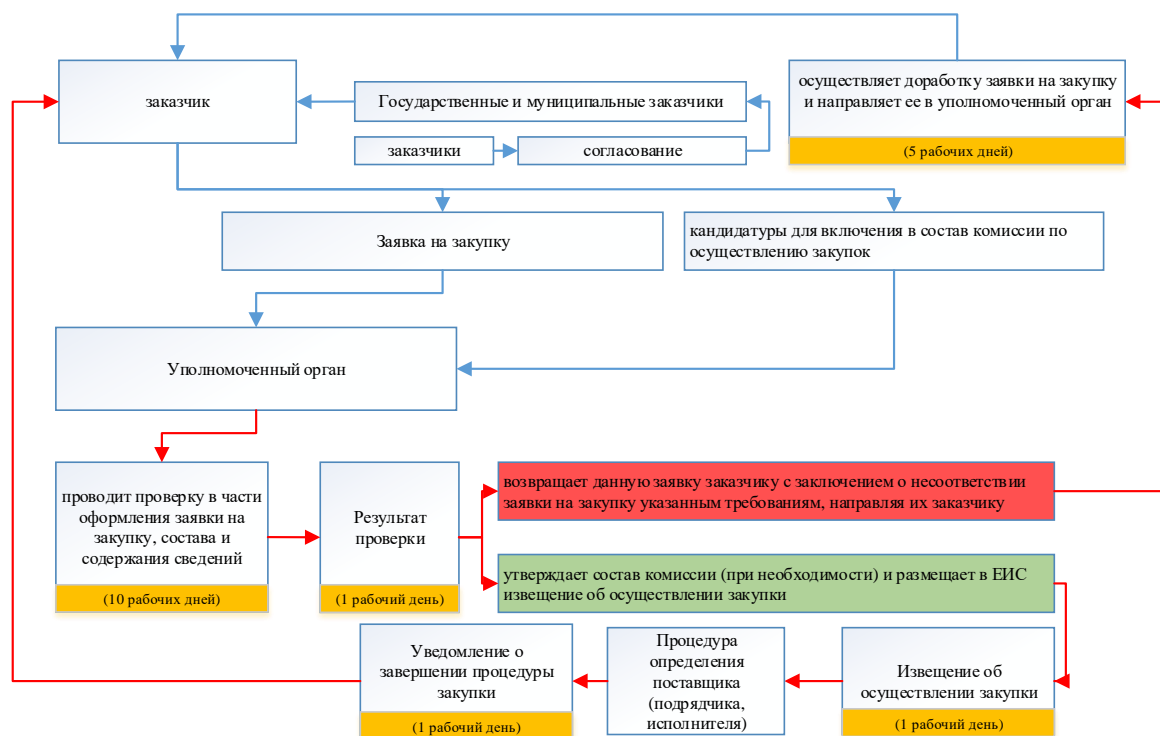 заказчик
Государственные и муниципальные заказчики
заказчики
согласование
осуществляет доработку заявки на закупку
и направляет ее в уполномоченный орган
(5 рабочих дней)
Заявка на закупку
кандидатуры для включения в состав комиссии по
осуществлению закупок
Уполномоченный орган
проводит проверку в части
оформления заявки на
закупку, состава и
содержания сведений
(10 рабочих дней)
Результат
проверки
(1 рабочий день)
возвращает данную заявку заказчику с заключением о несоответствии
заявки на закупку указанным требованиям, направляя их заказчику
утверждает состав комиссии (при необходимости) и размещает в ЕИС
извещение об осуществлении закупки
Уведомление о
завершении процедуры
закупки
(1 рабочий день)
Процедура
определения
поставщика
(подрядчика,
исполнителя)
Извещение об
осуществлении закупки
(1 рабочий день)